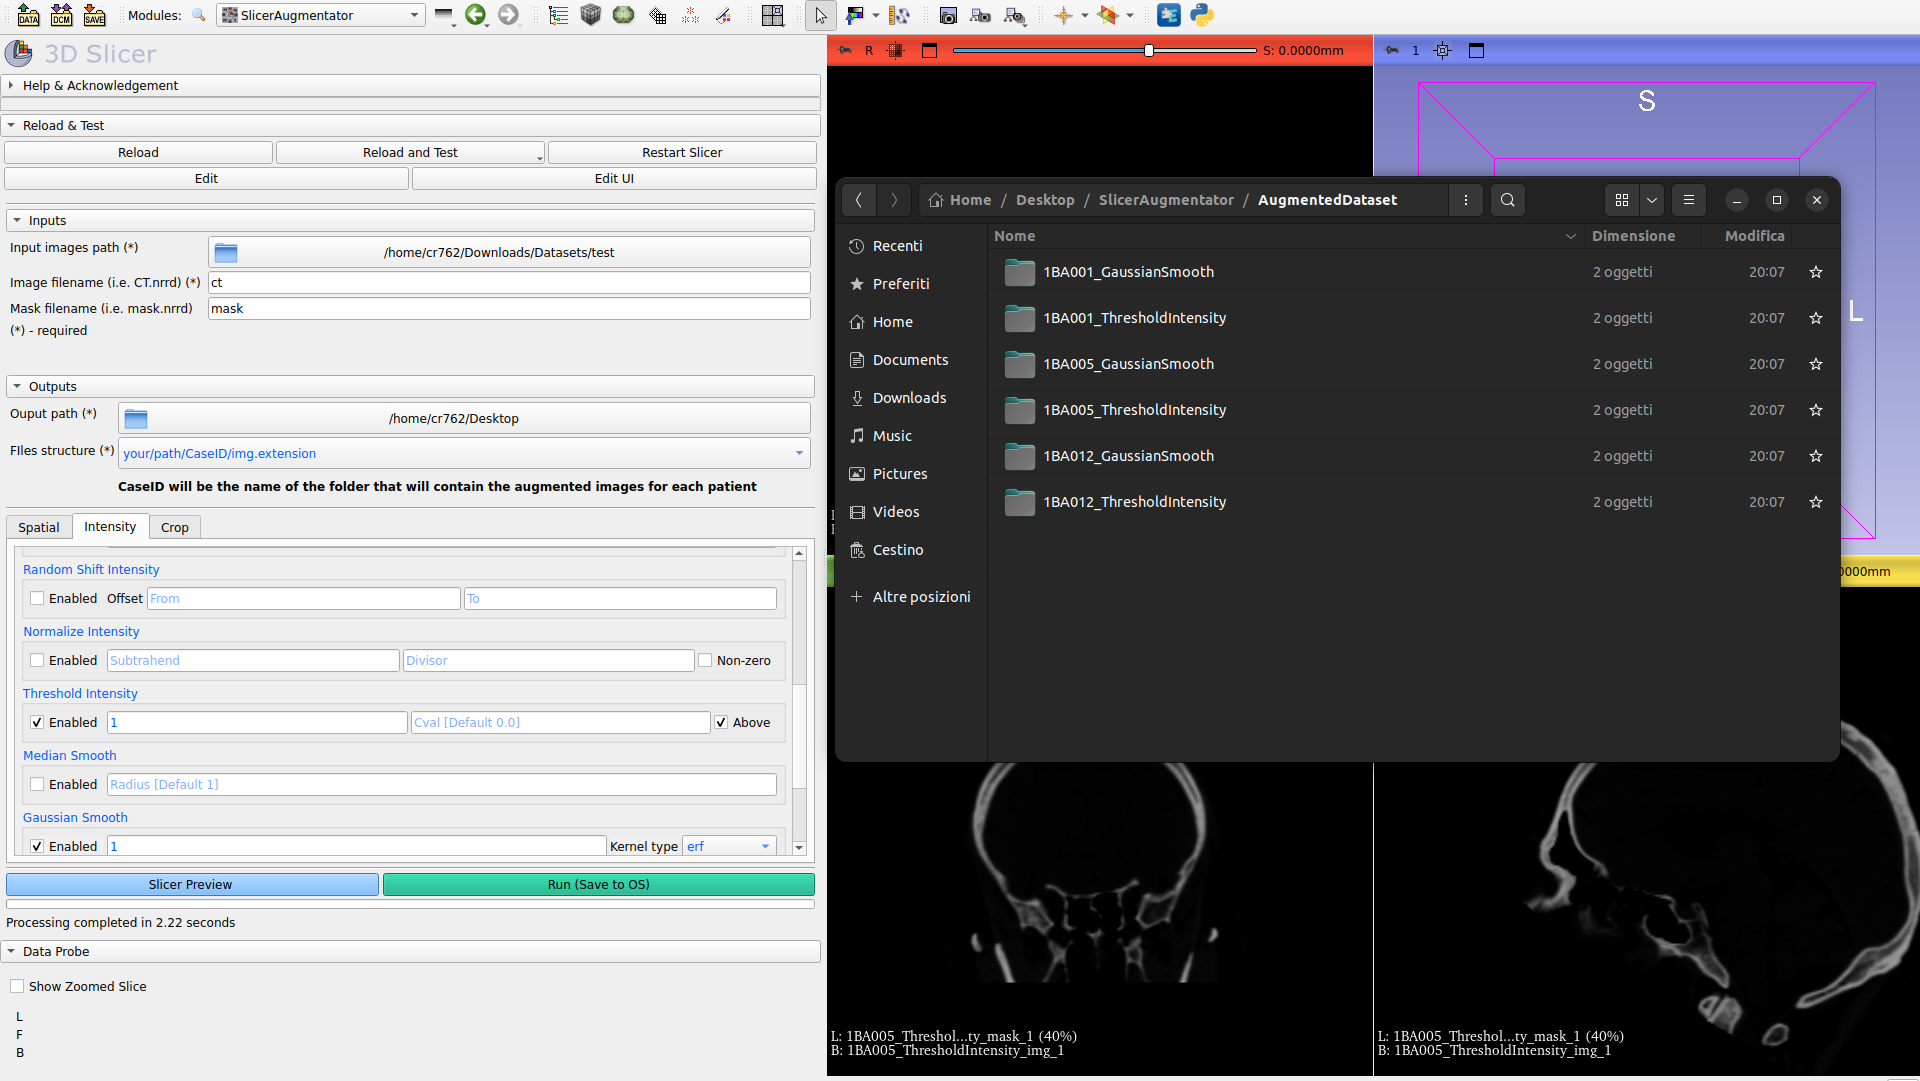 DATA DCM SAVE Modules: SlicerAugmentator
3D Slicer
Help & Acknowledgement
Reload & Test
Reload Reload and Test Restart Slicer
Edit Edit UI
Inputs
Input images path (*) /home/cr762/Downloads/Datasets/test
Image filename (i.e. CT.nrrd) (*) ct
Mask filename (i.e. mask.nrrd) mask
(*) - required
Outputs
Ouput path (*) /home/cr762/Desktop
FIles structure (*) your/path/CaseID/img.extension
CaseID will be the name of the folder that will contain the augmented images for each patient
Spatial Intensity Crop
Random Shift Intensity
Enabled Offset From To
Normalize Intensity
Enabled Subtrahend Divisor Non-zero
Threshold Intensity
Enabled 1 Cval [Default 0.0] Above
Median Smooth
Enabled Radius [Default 1]
Gaussian Smooth
Enabled 1 Kernel type erf
Slicer Preview Run (Save to OS)
Processing completed in 2.22 seconds
Data Probe
Show Zoomed Slice
L
F
B
R S: 0.0000mm
1
S
L
Home / Desktop / SlicerAugmentator / AugmentedDataset
Recenti
Preferiti
Home
Documents
Downloads
Music
Pictures
Videos
Cestino
Altre posizioni
Nome Dimensione Modifica
1BA001_GaussianSmooth 2 oggetti 20:07
1BA001_ThresholdIntensity 2 oggetti 20:07
1BA005_GaussianSmooth 2 oggetti 20:07
1BA005_ThresholdIntensity 2 oggetti 20:07
1BA012_GaussianSmooth 2 oggetti 20:07
1BA012_ThresholdIntensity 2 oggetti 20:07
0000mm
L: 1BA005_Threshol...ty_mask_1 (40%)
B: 1BA005_ThresholdIntensity_img_1
L: 1BA005_Threshol...ty_mask_1 (40%)
B: 1BA005_ThresholdIntensity_img_1